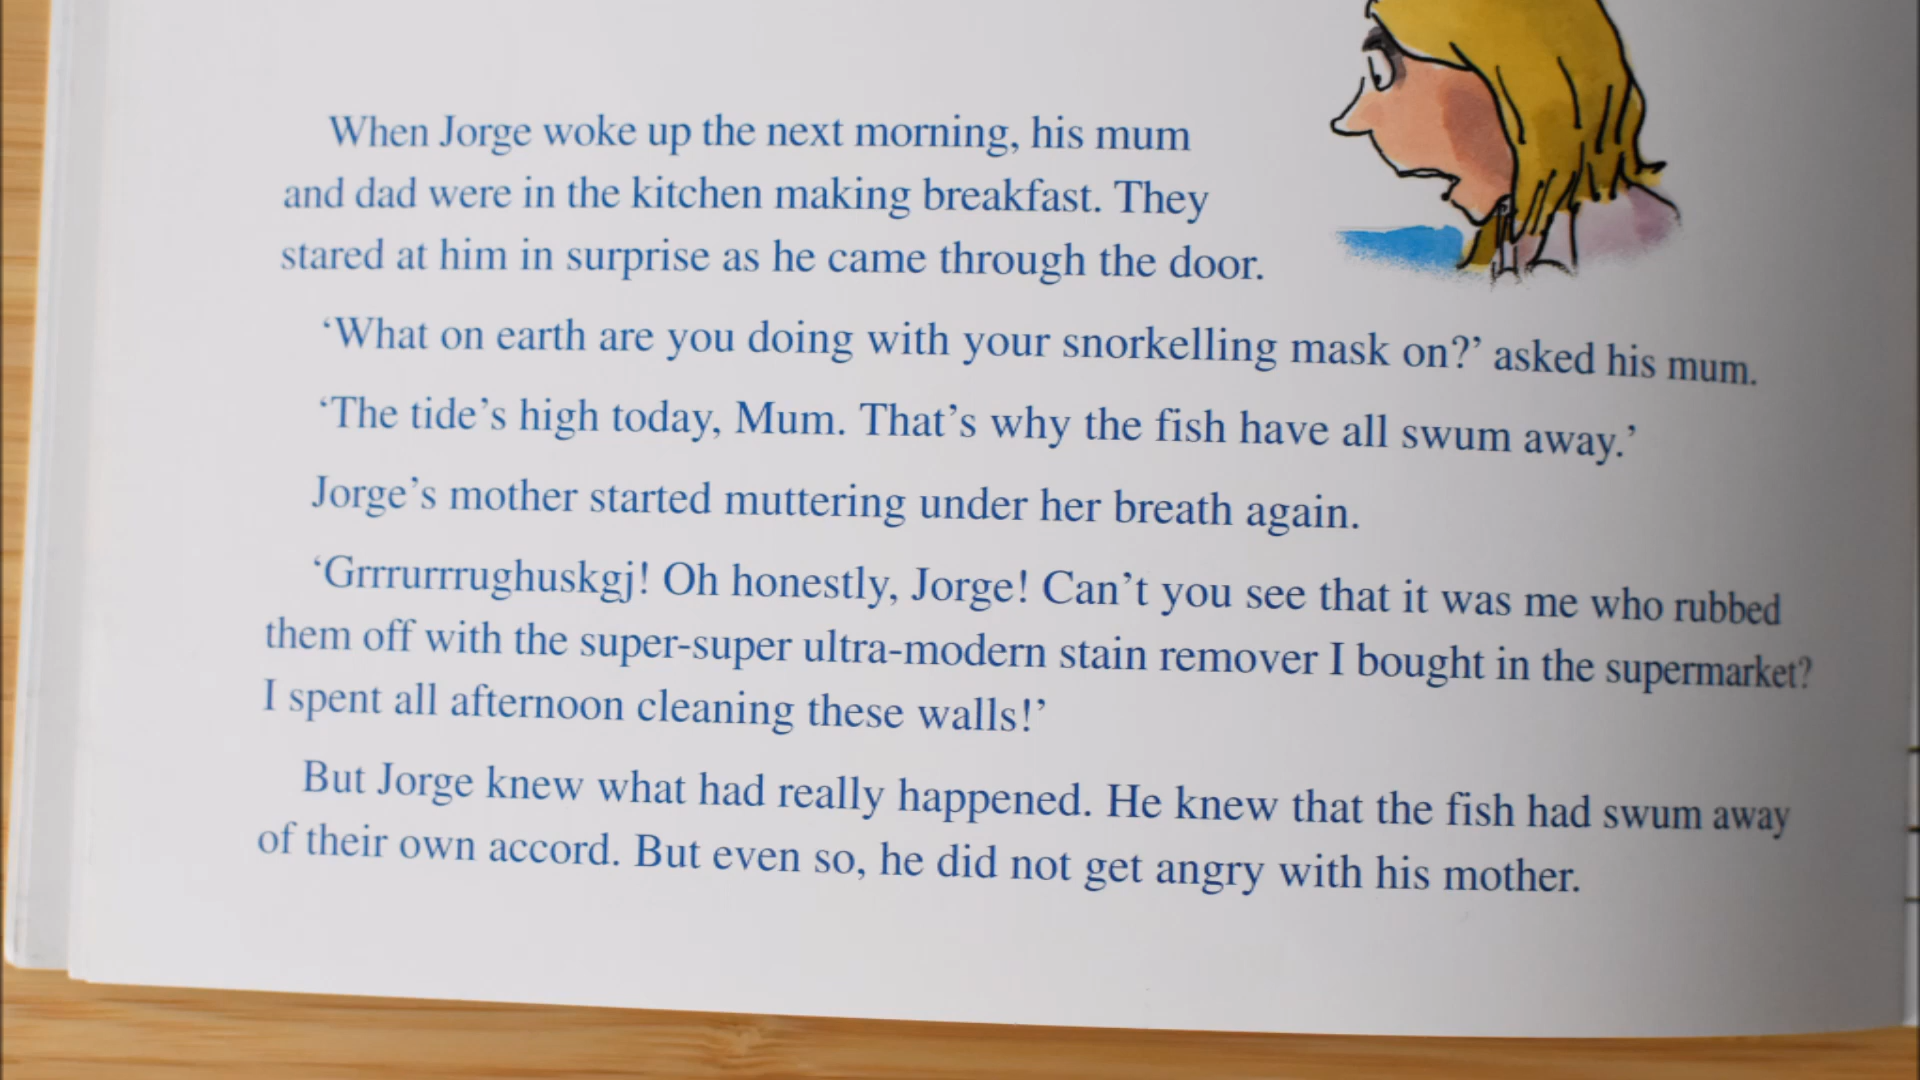 When Jorge woke up the next morning, his mum
and dad were in the kitchen making breakfast. They
stared at him in surprise as he came through the door.
‘What on earth are you doing with your snorkelling mask on?’ asked his mum.
‘The tide’s high today, Mum. That’s why the fish have all swum away.’
Jorge’s mother started muttering under her breath again.
‘Grrrurrrughuskgj! Oh honestly, Jorge! Can’t you see that it was me who rubbed
them off with the super-super ultra-modern stain remover I bought in the supermarket?
I spent all afternoon cleaning these walls!’
But Jorge knew what had really happened. He knew that the fish had swum away
of their own accord. But even so, he did not get angry with his mother.